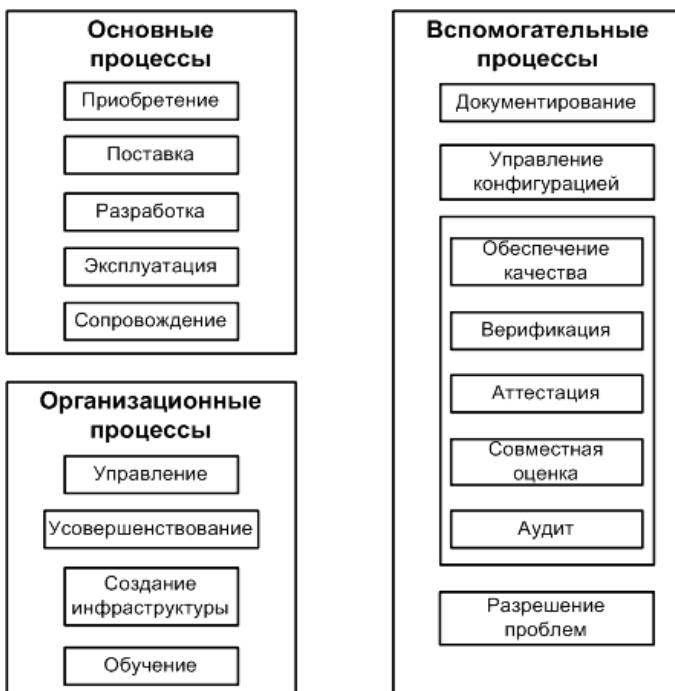 Основные
процессы
Приобретение
Поставка
Разработка
Эксплуатация
Сопровождение
Организационные
процессы
Управление
Усовершенствование
Создание
инфраструктуры
Обучение
Вспомогательные
процессы
Документирование
Управление
конфигурацией
Обеспечение
качества
Верификация
Аттестация
Совместная
оценка
Аудит
Разрешение
проблем